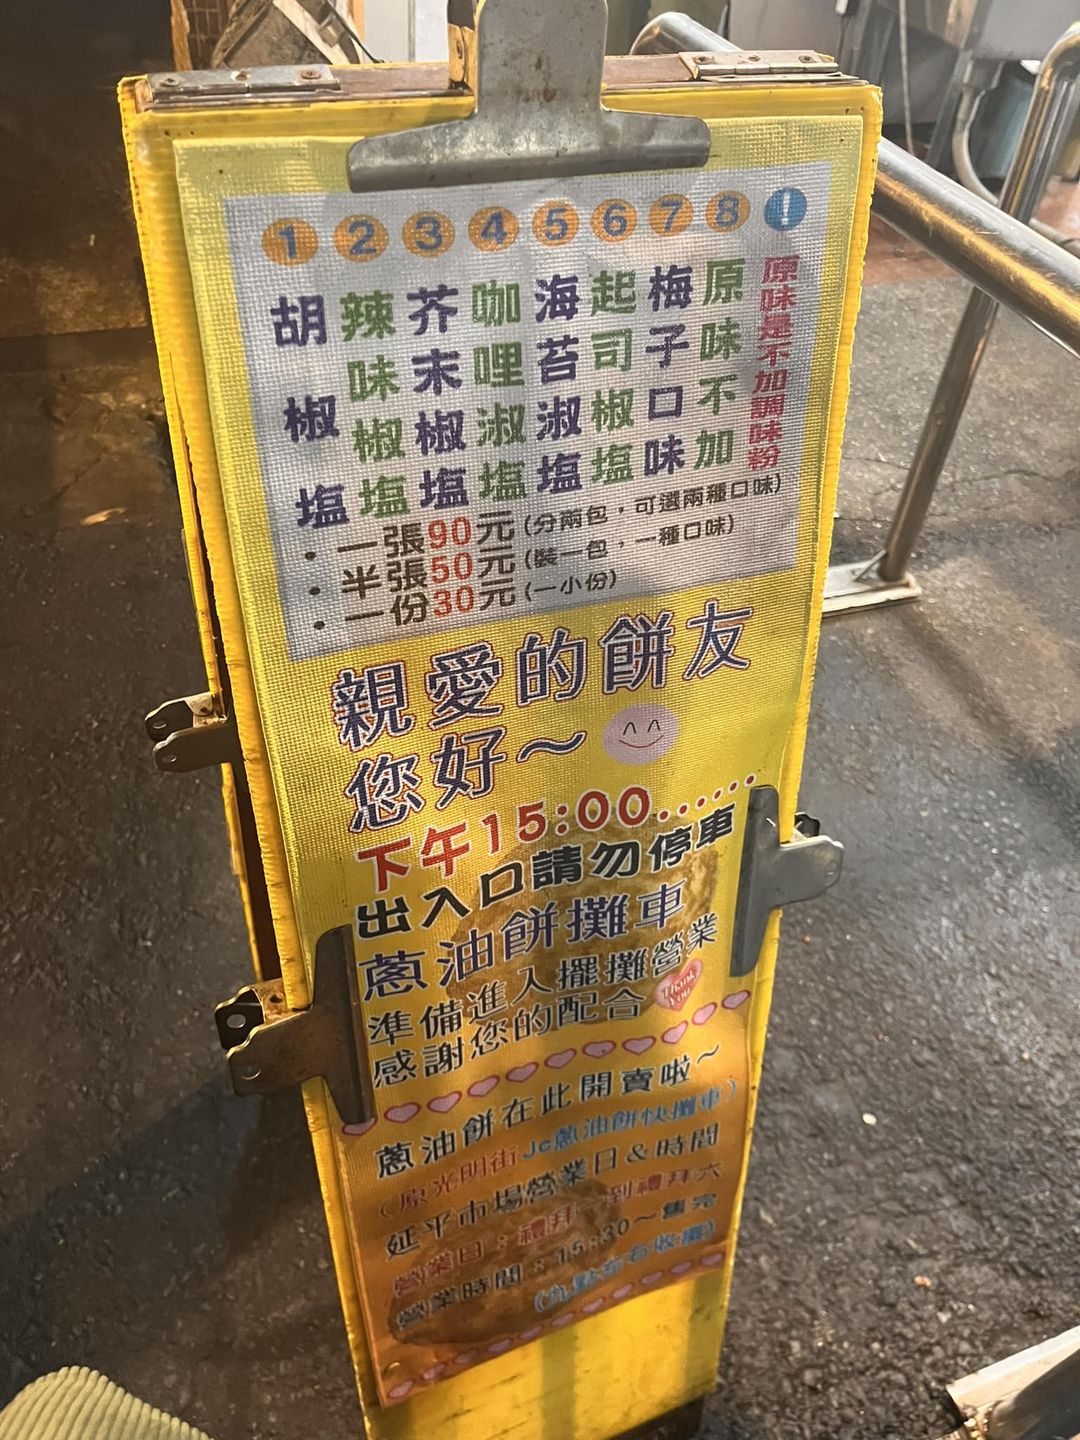 1 2 3 4 5 6 7 8 !
胡椒塩
辣味椒塩
芥末椒塩
咖哩淑塩
海苔淑塩
起司椒塩
梅子口味
原味不加
原味是不加調味粉
・一張90元(分兩包，可選兩種口味)
・半張50元(裝一包，一種口味)
・一份30元(一小份)
親愛的餅友
您好～
下午15:00......
出入口請勿停車
蔥油餅攤車
準備進入擺攤營業
感謝您的配合 Thank You
蔥油餅在此開賣啦～
(原光明街Jc蔥油餅快攤車)
延平市場營業日&時間
營業日：禮拜 到禮拜六
營業時間：15:30～售完
(九點左右收攤)